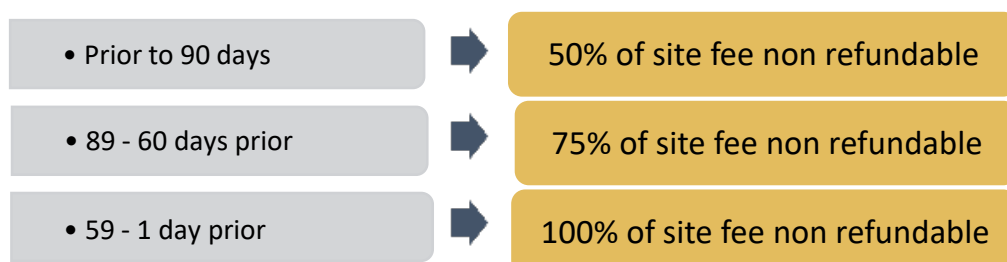 • Prior to 90 days
50% of site fee non refundable
• 89 - 60 days prior
75% of site fee non refundable
• 59 - 1 day prior
100% of site fee non refundable